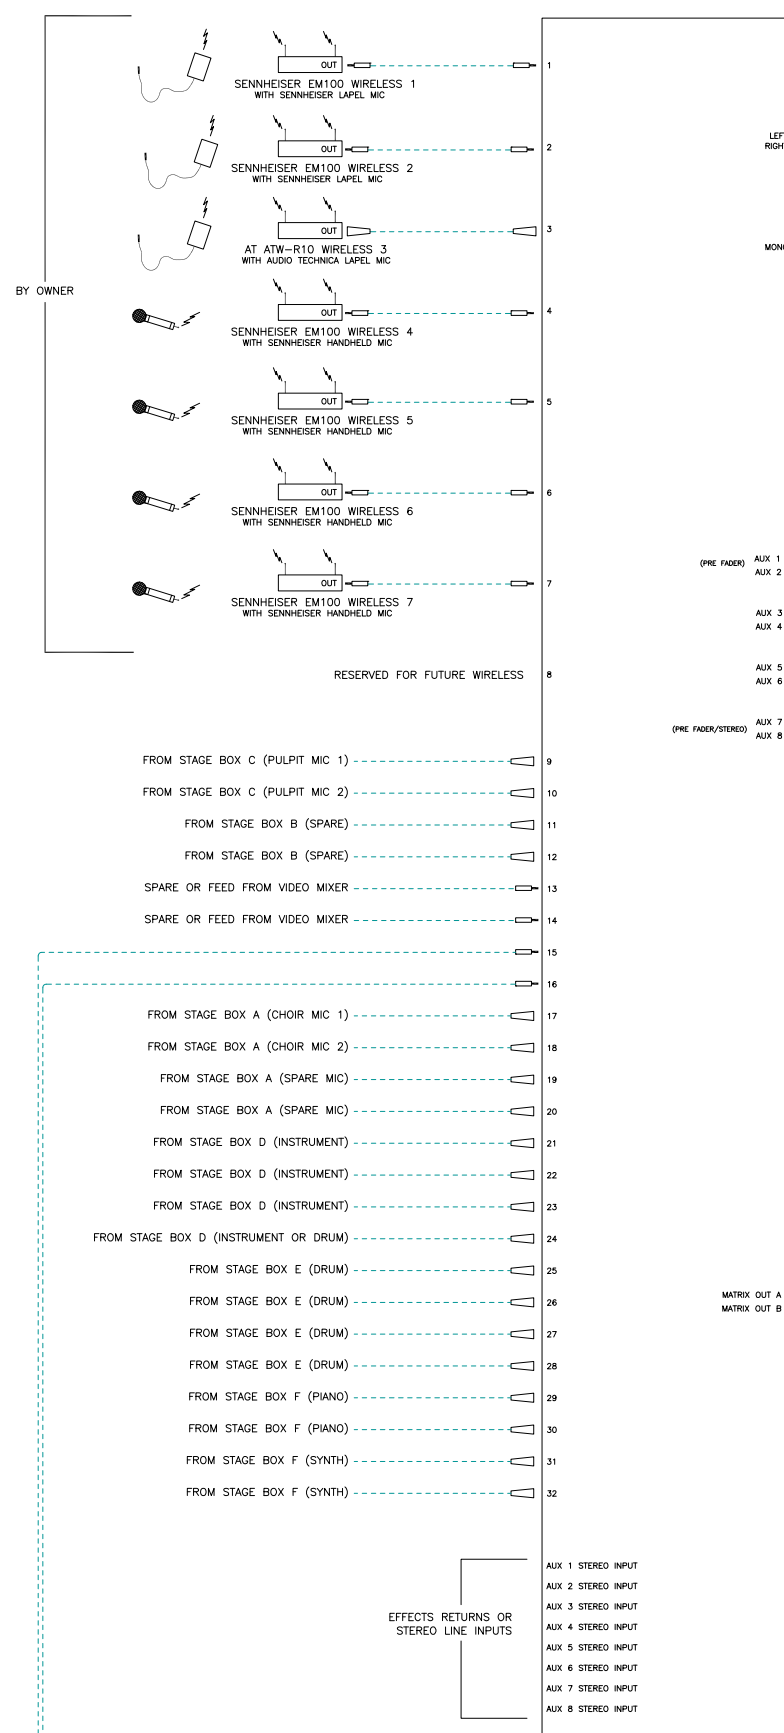 OUT
1
SENNHEISER EM100 WIRELESS 1
WITH SENNHEISER LAPEL MIC
OUT
2
SENNHEISER EM100 WIRELESS 2
WITH SENNHEISER LAPEL MIC
OUT
3
AT ATW-R10 WIRELESS 3
WITH AUDIO TECHNICA LAPEL MIC
BY OWNER
OUT
4
SENNHEISER EM100 WIRELESS 4
WITH SENNHEISER HANDHELD MIC
OUT
5
SENNHEISER EM100 WIRELESS 5
WITH SENNHEISER HANDHELD MIC
OUT
6
SENNHEISER EM100 WIRELESS 6
WITH SENNHEISER HANDHELD MIC
OUT
7
SENNHEISER EM100 WIRELESS 7
WITH SENNHEISER HANDHELD MIC
RESERVED FOR FUTURE WIRELESS 8
FROM STAGE BOX C (PULPIT MIC 1) 9
FROM STAGE BOX C (PULPIT MIC 2) 10
FROM STAGE BOX B (SPARE) 11
FROM STAGE BOX B (SPARE) 12
SPARE OR FEED FROM VIDEO MIXER 13
SPARE OR FEED FROM VIDEO MIXER 14
15
16
FROM STAGE BOX A (CHOIR MIC 1) 17
FROM STAGE BOX A (CHOIR MIC 2) 18
FROM STAGE BOX A (SPARE MIC) 19
FROM STAGE BOX A (SPARE MIC) 20
FROM STAGE BOX D (INSTRUMENT) 21
FROM STAGE BOX D (INSTRUMENT) 22
FROM STAGE BOX D (INSTRUMENT) 23
FROM STAGE BOX D (INSTRUMENT OR DRUM) 24
FROM STAGE BOX E (DRUM) 25
FROM STAGE BOX E (DRUM) 26
FROM STAGE BOX E (DRUM) 27
FROM STAGE BOX E (DRUM) 28
FROM STAGE BOX F (PIANO) 29
FROM STAGE BOX F (PIANO) 30
FROM STAGE BOX F (SYNTH) 31
FROM STAGE BOX F (SYNTH) 32
EFFECTS RETURNS OR
STEREO LINE INPUTS
AUX 1 STEREO INPUT
AUX 2 STEREO INPUT
AUX 3 STEREO INPUT
AUX 4 STEREO INPUT
AUX 5 STEREO INPUT
AUX 6 STEREO INPUT
AUX 7 STEREO INPUT
AUX 8 STEREO INPUT
(PRE FADER)
AUX 1
AUX 2
AUX 3
AUX 4
AUX 5
AUX 6
(PRE FADER/STEREO)
AUX 7
AUX 8
MATRIX OUT A
MATRIX OUT B